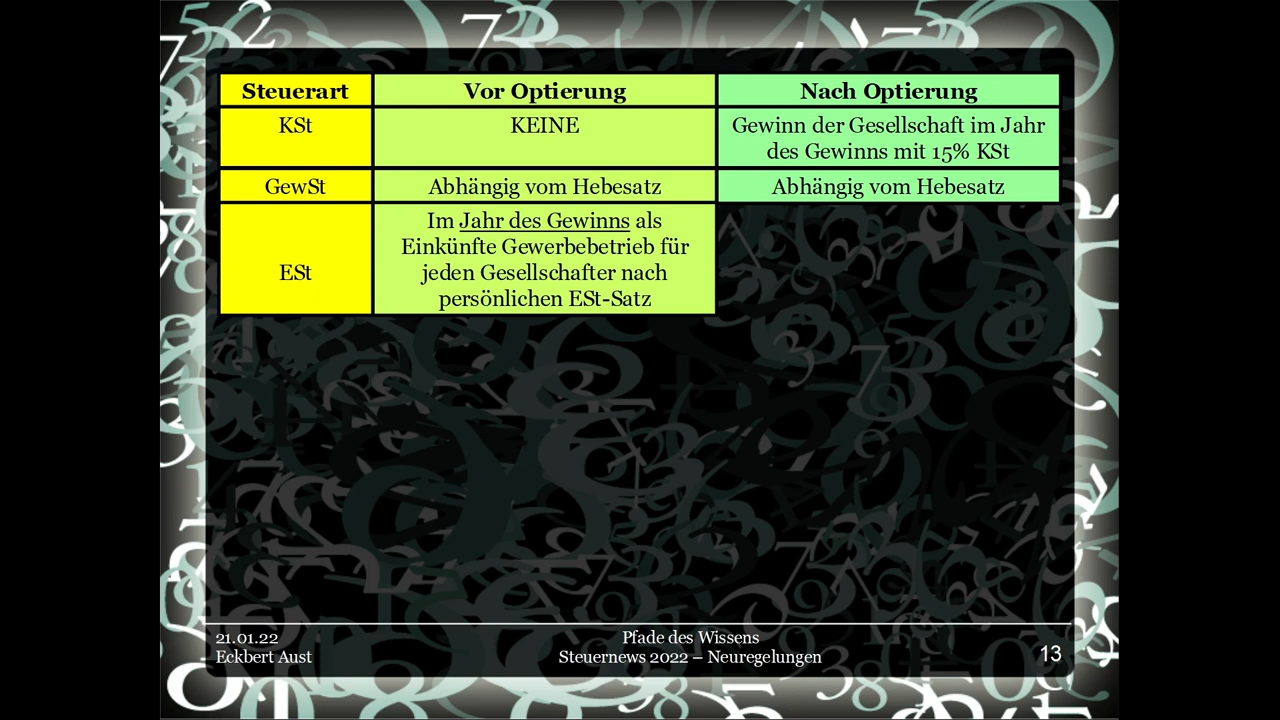 Steuerart
Vor Optierung
Nach Optierung
KSt
KEINE
Gewinn der Gesellschaft im Jahr
des Gewinns mit 15% KSt
GewSt
Abhängig vom Hebesatz
Abhängig vom Hebesatz
ESt
Im Jahr des Gewinns als
Einkünfte Gewerbebetrieb für
jeden Gesellschafter nach
persönlichen ESt-Satz
21.01.22
Eckbert Aust
Pfade des Wissens
Steuernews 2022 – Neuregelungen
13